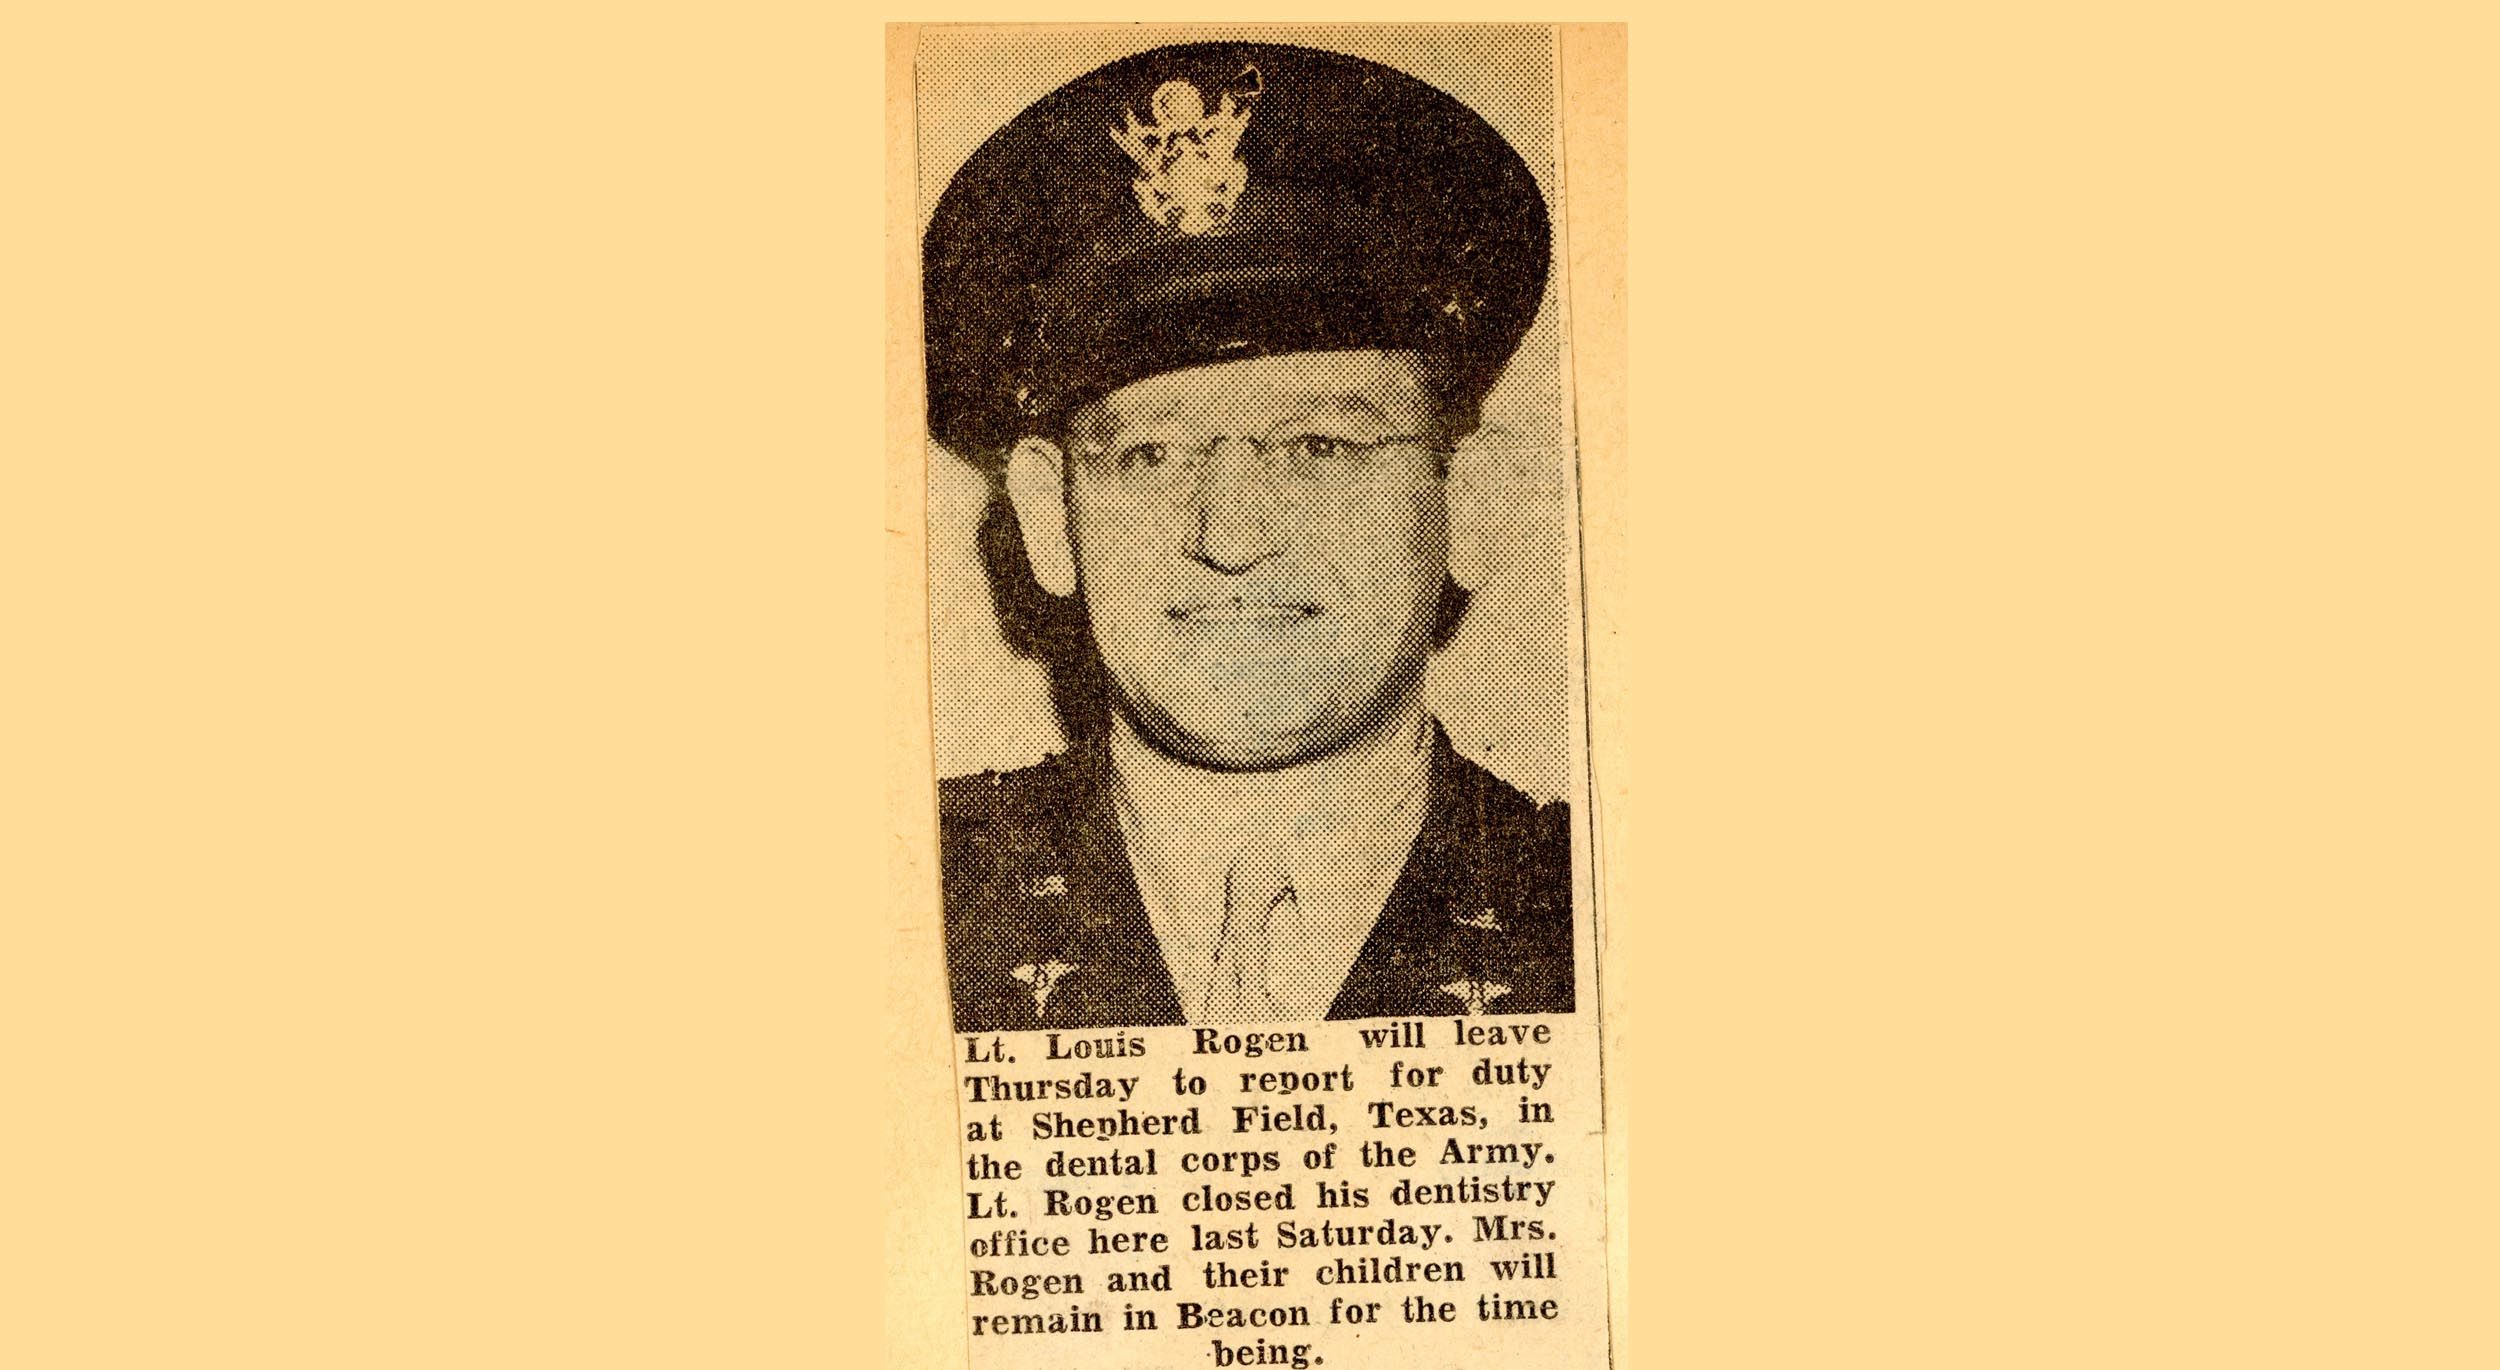 Lt. Louis Rogen will leave
Thursday to report for duty
at Shepherd Field, Texas, in
the dental corps of the Army.
Lt. Rogen closed his dentistry
office here last Saturday. Mrs.
Rogen and their children will
remain in Beacon for the time
being.